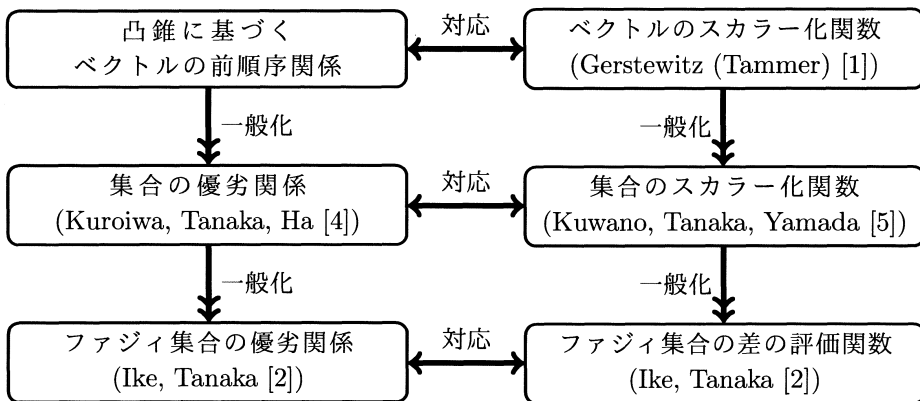 凸錐に基づく
ベクトルの前順序関係
対応
ベクトルのスカラー化関数
(Gerstewitz (Tammer) [1])
一般化
一般化
集合の優劣関係
(Kuroiwa, Tanaka, Ha [4])
対応
集合のスカラー化関数
(Kuwano, Tanaka, Yamada [5])
一般化
一般化
ファジィ集合の優劣関係
(Ike, Tanaka [2])
対応
ファジィ集合の差の評価関数
(Ike, Tanaka [2])